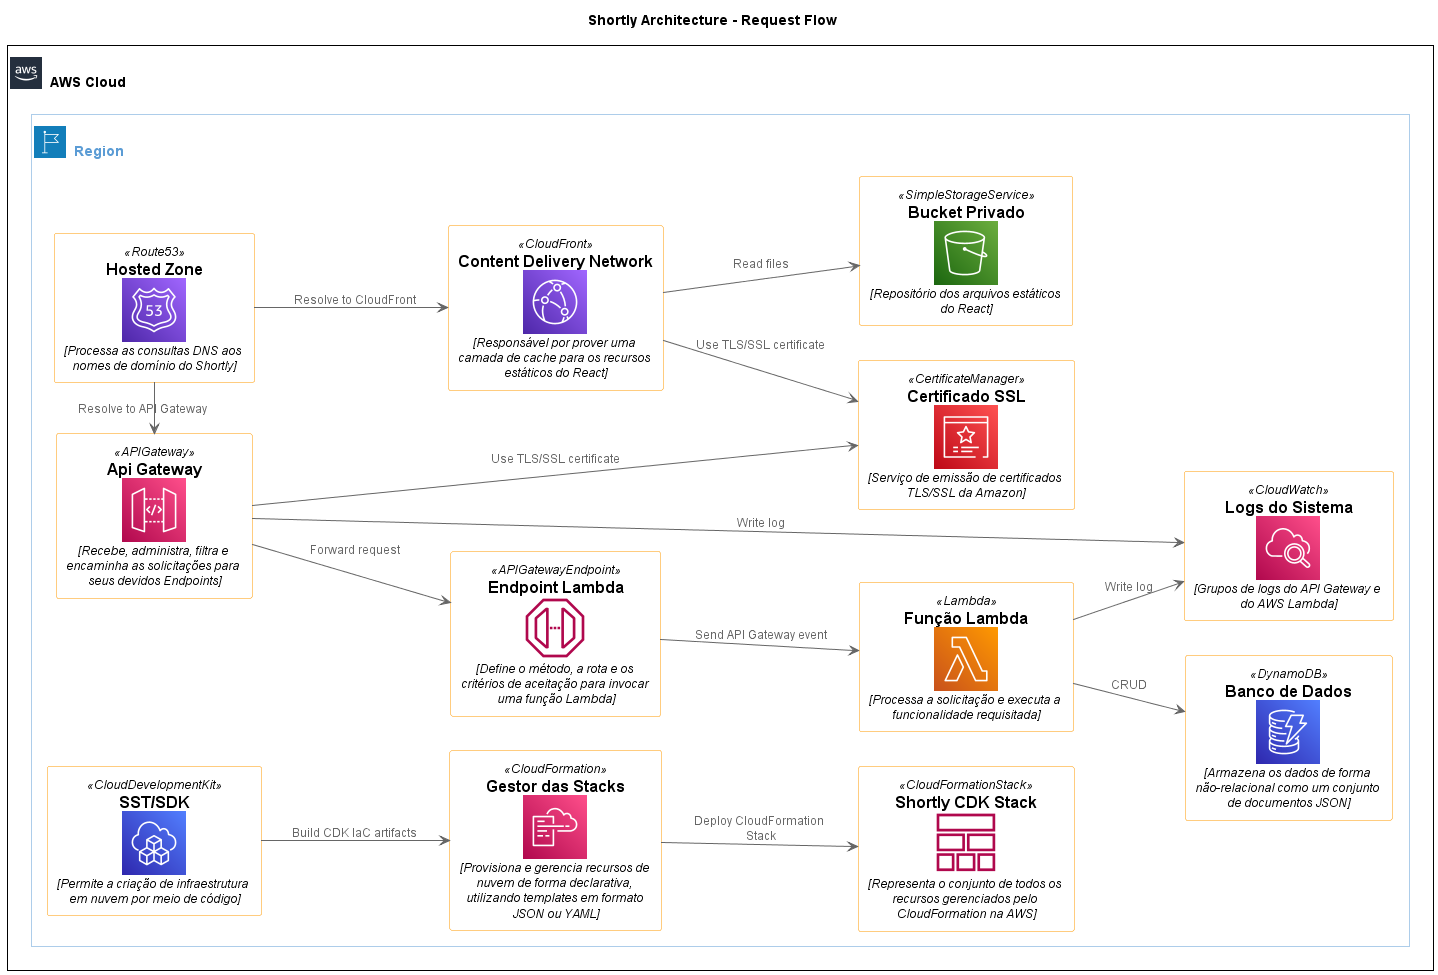 Shortly Architecture - Request Flow
aws
AWS Cloud
Region
«Route53»
Hosted Zone
53
[Processa as consultas DNS aos
nomes de domínio do Shortly]
Resolve to CloudFront
«CloudFront»
Content Delivery Network
[Responsável por prover uma
camada de cache para os recursos
estáticos do React]
Read files
«SimpleStorageService»
Bucket Privado
[Repositório dos arquivos estáticos
do React]
Use TLS/SSL certificate
«CertificateManager»
Certificado SSL
[Serviço de emissão de certificados
TLS/SSL da Amazon]
Resolve to API Gateway
«APIGateway»
Api Gateway
</>
[Recebe, administra, filtra e
encaminha as solicitações para
seus devidos Endpoints]
Use TLS/SSL certificate
Write log
Forward request
«CloudWatch»
Logs do Sistema
[Grupos de logs do API Gateway e
do AWS Lambda]
«APIGatewayEndpoint»
Endpoint Lambda
[Define o método, a rota e os
critérios de aceitação para invocar
uma função Lambda]
Send API Gateway event
«Lambda»
Função Lambda
[Processa a solicitação e executa a
funcionalidade requisitada]
Write log
CRUD
«DynamoDB»
Banco de Dados
[Armazena os dados de forma
não-relacional como um conjunto
de documentos JSON]
«CloudDevelopmentKit»
SST/SDK
[Permite a criação de infraestrutura
em nuvem por meio de código]
Build CDK IaC artifacts
«CloudFormation»
Gestor das Stacks
[Provisiona e gerencia recursos de
nuvem de forma declarativa,
utilizando templates em formato
JSON ou YAML]
Deploy CloudFormation
Stack
«CloudFormationStack»
Shortly CDK Stack
[Representa o conjunto de todos os
recursos gerenciados pelo
CloudFormation na AWS]